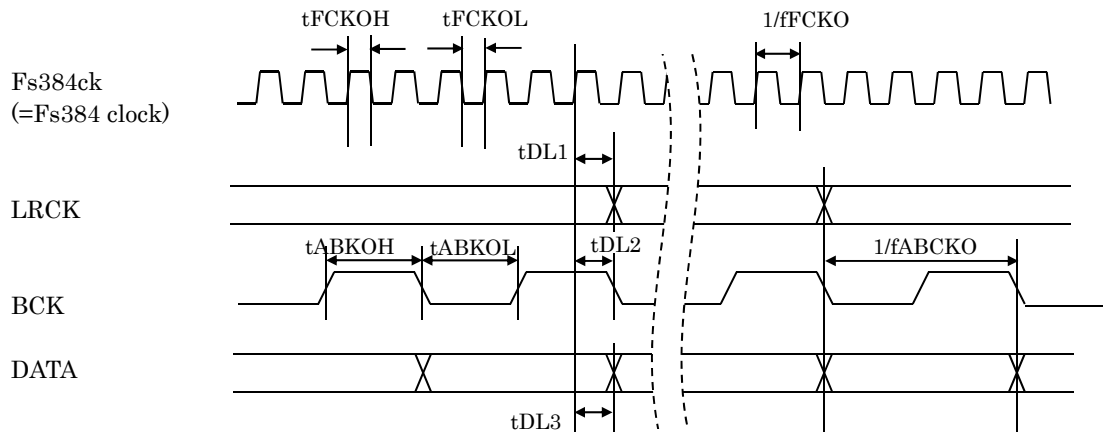 tFCKOH
tFCKOL
1/fFCKO
Fs384ck
(=Fs384 clock)
tDL1
LRCK
tABKOH
tABKOL
tDL2
1/fABCKO
BCK
DATA
tDL3